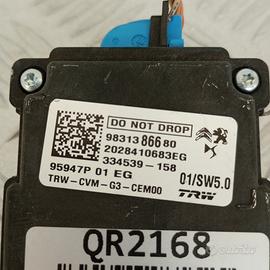 DO NOT DROP
98313 866 80
2028410683EG
334539-158
95947P 01 EG
01/SW5.0
TRW-CVM-G3-CEM00
TRW
QR2168
subito